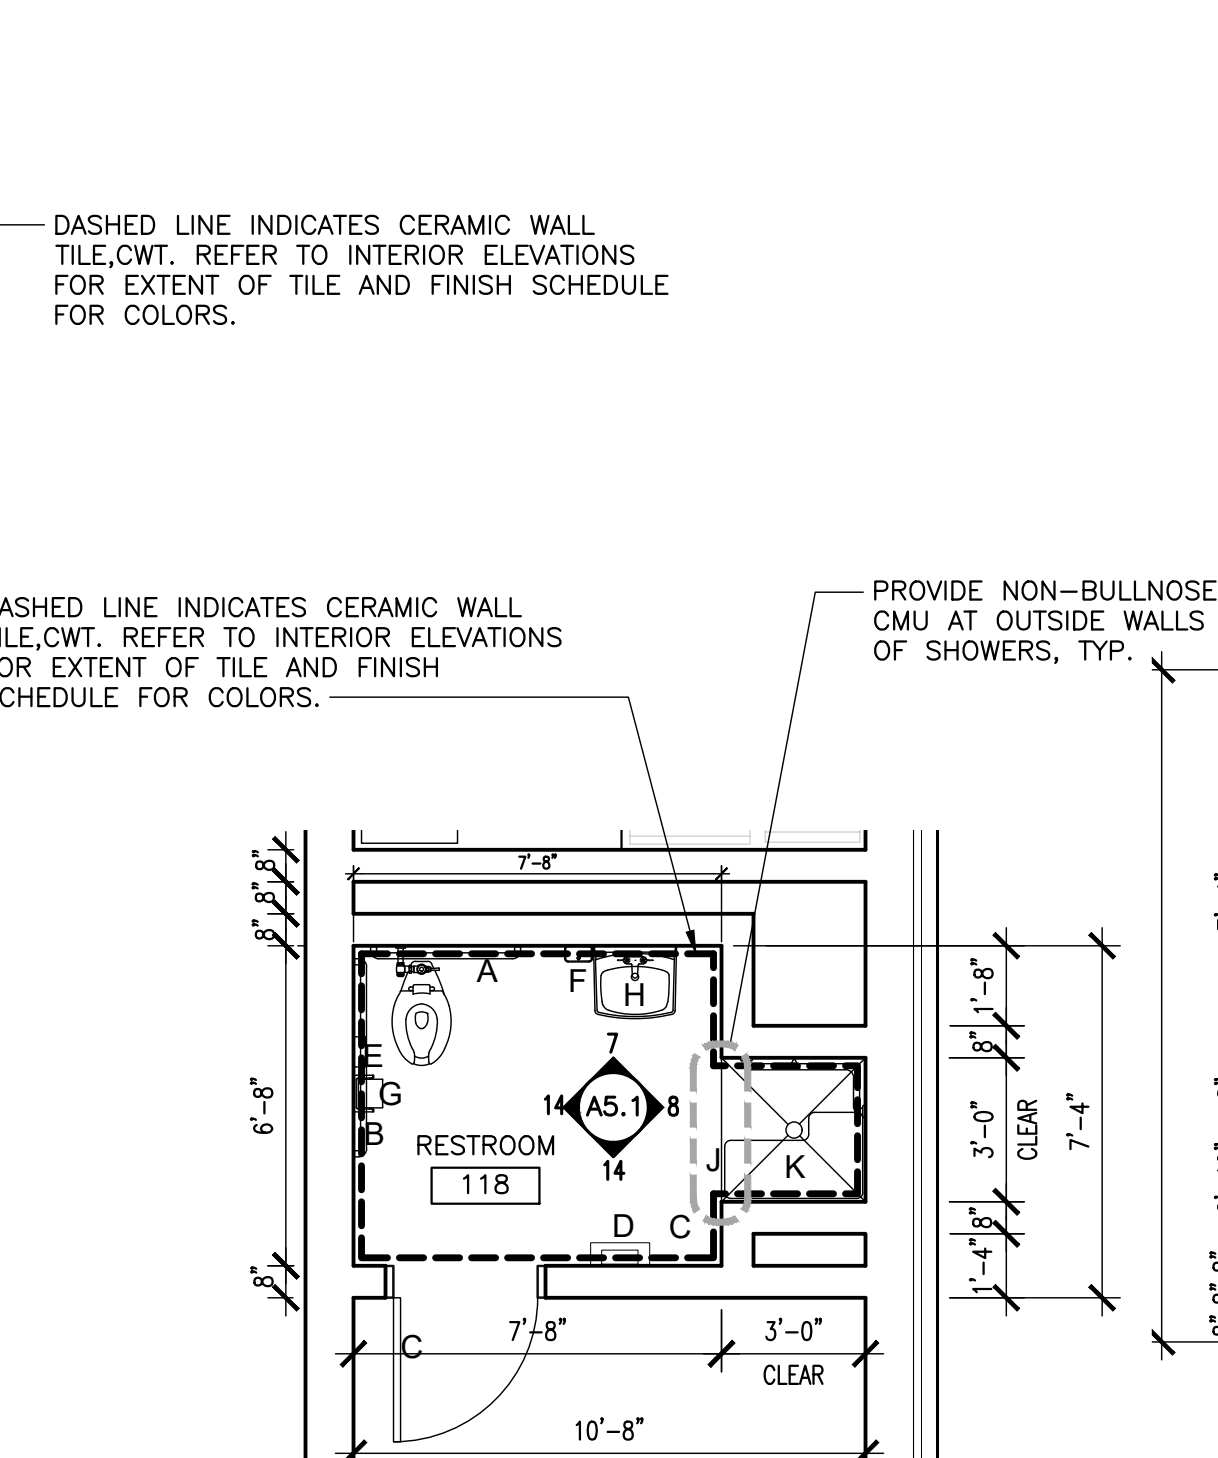 DASHED LINE INDICATES CERAMIC WALL
TILE,CWT. REFER TO INTERIOR ELEVATIONS
FOR EXTENT OF TILE AND FINISH SCHEDULE
FOR COLORS.
ASHED LINE INDICATES CERAMIC WALL
ILE,CWT. REFER TO INTERIOR ELEVATIONS
OR EXTENT OF TILE AND FINISH
CHEDULE FOR COLORS.
PROVIDE NON-BULLNOSE
CMU AT OUTSIDE WALLS
OF SHOWERS, TYP.
7'-8"
8"
8"
8"
6'-8"
8"
A
F
H
E
G
B
7
14
A5.1
8
14
RESTROOM
118
J
K
D
C
C
1'-8"
8"
3'-0"
CLEAR
7'-4"
8"
1'-4"
7'-8"
3'-0"
CLEAR
10'-8"